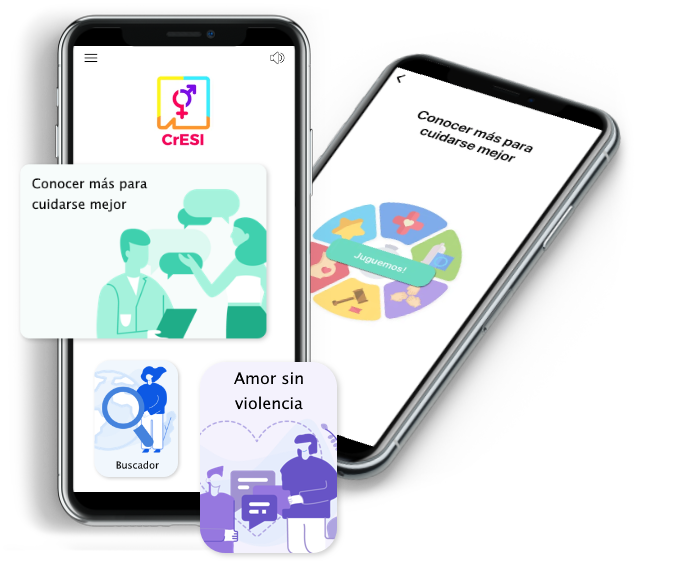 CrESI
Conocer más para
cuidarse mejor
Buscador
Amor sin
violencia
Conocer más para
cuidarse mejor
Juguemos!